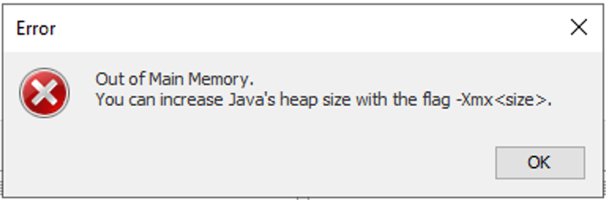 Error
Out of Main Memory.
You can increase Java's heap size with the flag -Xmx<size>.
OK